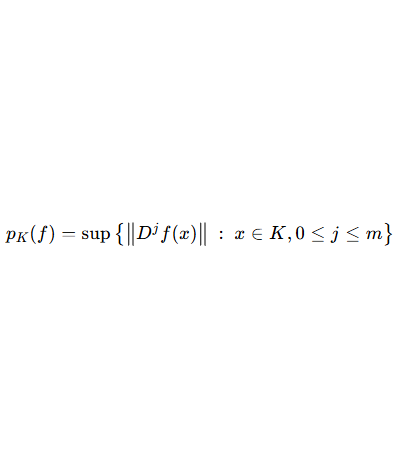 p_K(f) = sup {‖D^j f(x)‖ : x ∈ K, 0 ≤ j ≤ m}